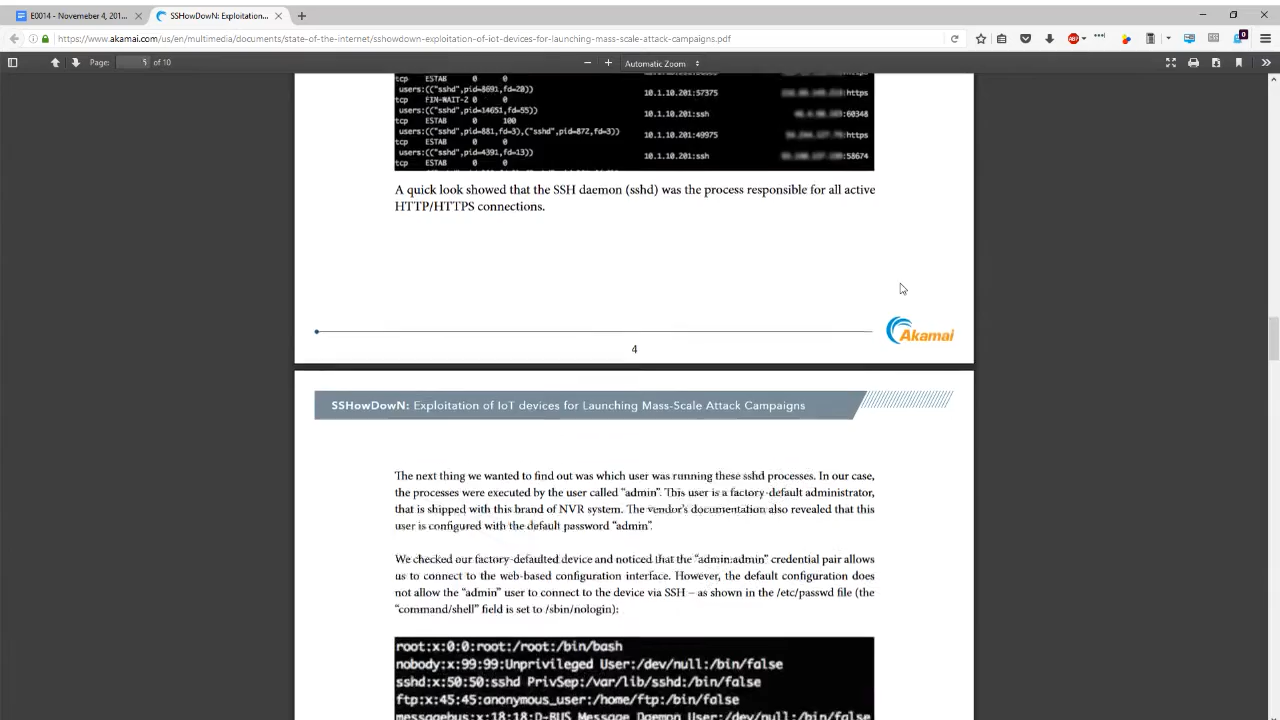 E0014 - Novemeber 4, 201...
SSHowDowN: Exploitation...
https://www.akamai.com/us/en/multimedia/documents/state-of-the-internet/sshowdown-exploitation-of-iot-devices-for-launching-mass-scale-attack-campaigns.pdf
ABP
0
Page: 5 of 10
Automatic Zoom
tcp ESTAB 0 0
users:(("sshd",pid=8691,fd=28)) 10.1.10.201:57375 :https
tcp FIN-WAIT-2 0 0
users:(("sshd",pid=14651,fd=55)) 10.1.10.201:ssh :60348
tcp ESTAB 0 100
users:(("sshd",pid=881,fd=3),("sshd",pid=872,fd=3)) 10.1.10.201:49975 :https
tcp ESTAB 0 0
users:(("sshd",pid=4391,fd=13)) 10.1.10.201:ssh :58674
tcp ESTAB 0 0
A quick look showed that the SSH daemon (sshd) was the process responsible for all active
HTTP/HTTPS connections.
Akamai
4
SSHowDowN: Exploitation of IoT devices for Launching Mass-Scale Attack Campaigns
The next thing we wanted to find out was which user was running these sshd processes. In our case,
the processes were executed by the user called “admin”. This user is a factory-default administrator,
that is shipped with this brand of NVR system. The vendor’s documentation also revealed that this
user is configured with the default password “admin”.
We checked our factory-defaulted device and noticed that the “admin:admin” credential pair allows
us to connect to the web-based configuration interface. However, the default configuration does
not allow the “admin” user to connect to the device via SSH – as shown in the /etc/passwd file (the
“command/shell” field is set to /sbin/nologin):
root:x:0:0:root:/root:/bin/bash
nobody:x:99:99:Unprivileged User:/dev/null:/bin/false
sshd:x:50:50:sshd PrivSep:/var/lib/sshd:/bin/false
ftp:x:45:45:anonymous_user:/home/ftp:/bin/false
messagebus:x:18:18:D-BUS Message Daemon User:/dev/null:/bin/false